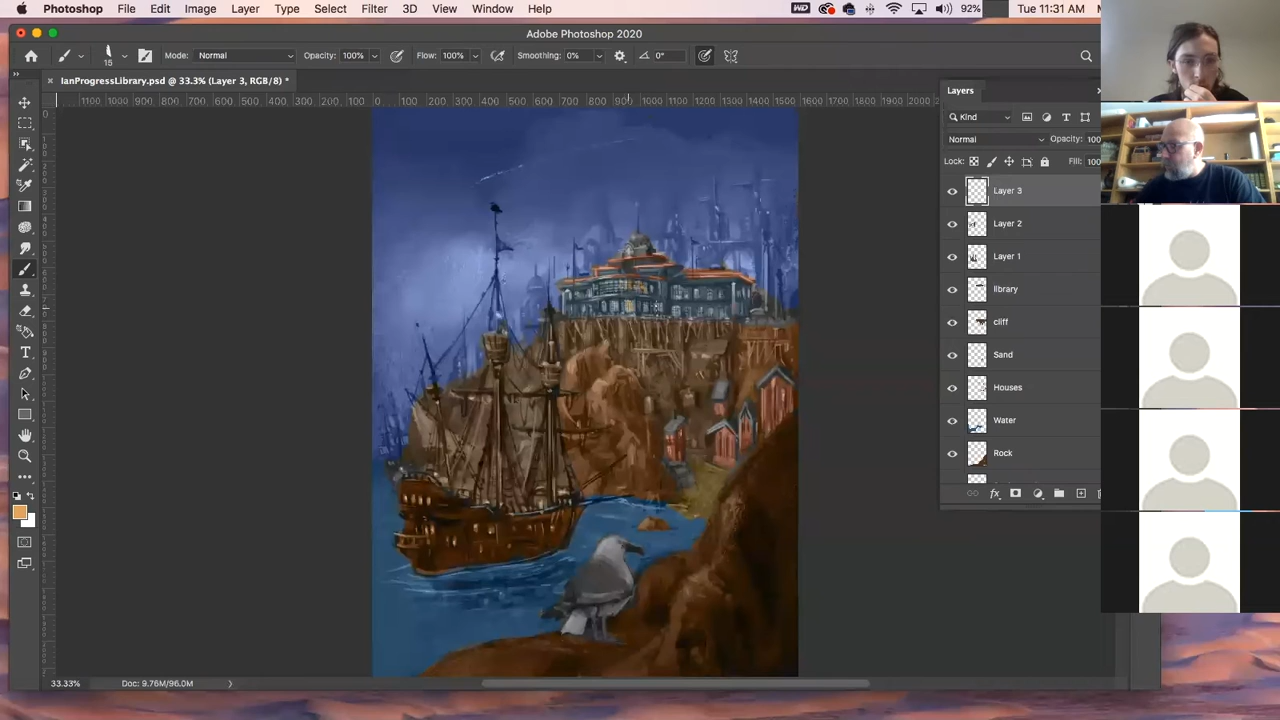 Photoshop File Edit Image Layer Type Select Filter 3D View Window Help 92% Tue 11:31 AM
Adobe Photoshop 2020
15 Mode: Normal Opacity: 100% Flow: 100% Smoothing: 0% 0°
× IanProgressLibrary.psd @ 33.3% (Layer 3, RGB/8) *
1100 1000 900 800 700 600 500 400 300 200 100 0 100 200 300 400 500 600 700 800 900 1000 1100 1200 1300 1400 1500 1600 1700 1800 1900 2000
Layers
Kind
Normal Opacity: 100
Lock: Fill: 100
Layer 3
Layer 2
Layer 1
library
cliff
Sand
Houses
Water
Rock
33.33% Doc: 9.76M/96.0M